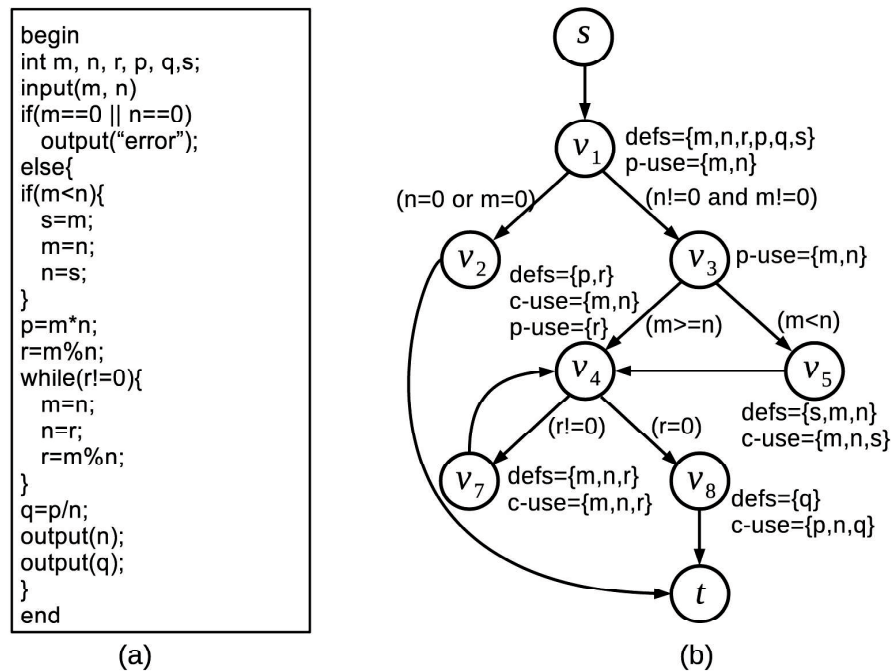 begin
int m, n, r, p, q,s;
input(m, n)
if(m==0 || n==0)
output(“error”);
else{
if(m<n){
s=m;
m=n;
n=s;
}
p=m*n;
r=m%n;
while(r!=0){
m=n;
n=r;
r=m%n;
}
q=p/n;
output(n);
output(q);
}
end
(a)
s
v1
defs={m,n,r,p,q,s}
p-use={m,n}
(n=0 or m=0)
(n!=0 and m!=0)
v2
v3
p-use={m,n}
defs={p,r}
c-use={m,n}
p-use={r}
(m>=n)
(m<n)
v4
v5
defs={s,m,n}
c-use={m,n,s}
(r!=0)
(r=0)
v7
defs={m,n,r}
c-use={m,n,r}
v8
defs={q}
c-use={p,n,q}
t
(b)